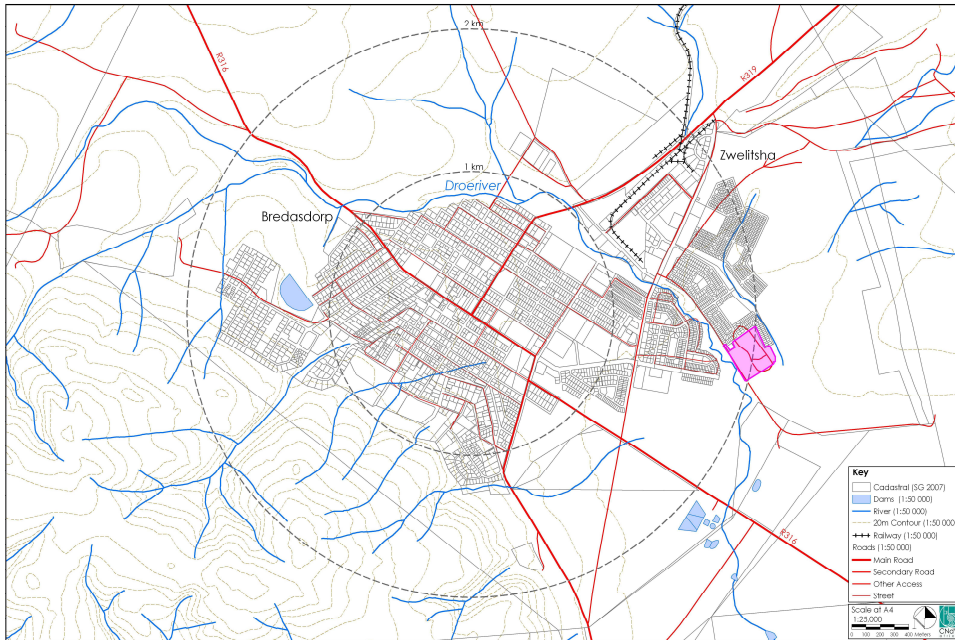 2 km
R316
R319
Zwelitsha
1 km
Droeriver
Bredasdorp
R316
Key
Cadastral (SG 2007)
Dams (1:50 000)
River (1:50 000)
20m Contour (1:50 000
Railway (1:50 000)
Roads (1:50 000)
Main Road
Secondary Road
Other Access
Street
Scale at A4
1:25,000
0 100 200 300 400 Meters